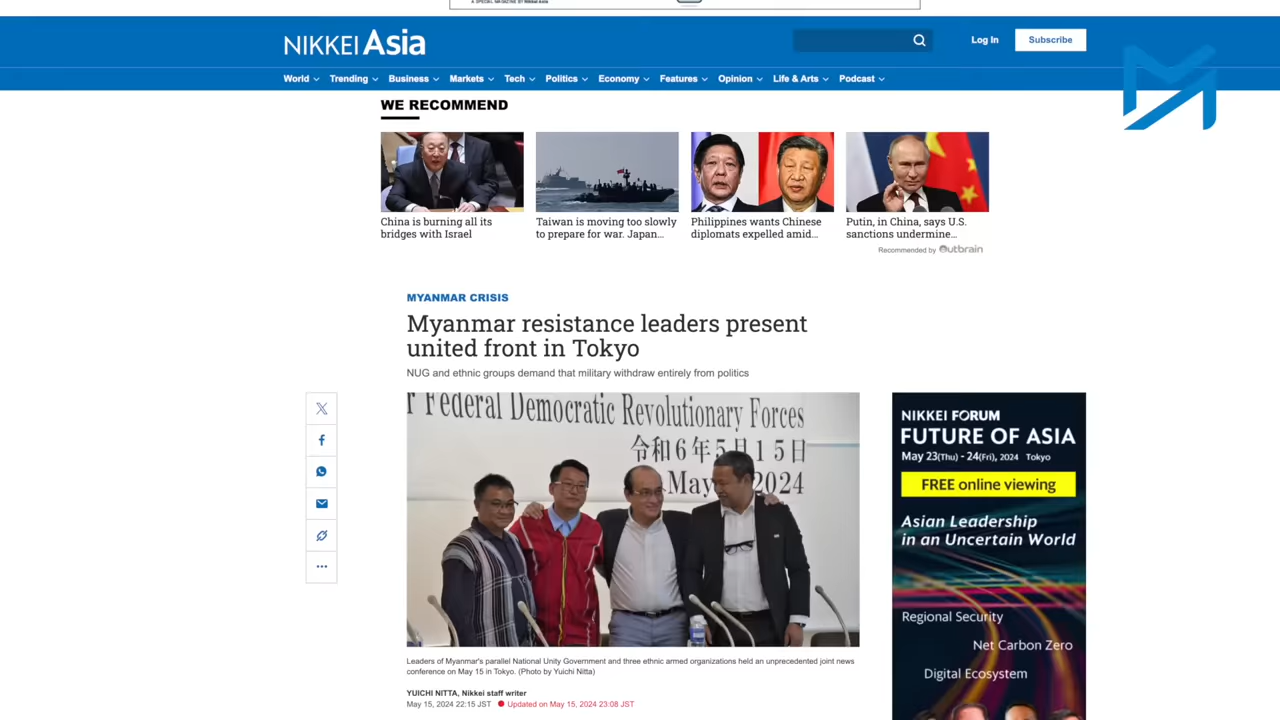 A SPECIAL MAGAZINE BY Nikkei Asia
NIKKEI Asia
Log In
Subscribe
World
Trending
Business
Markets
Tech
Politics
Economy
Features
Opinion
Life & Arts
Podcast
WE RECOMMEND
China is burning all its
bridges with Israel
Taiwan is moving too slowly
to prepare for war. Japan...
Philippines wants Chinese
diplomats expelled amid...
Putin, in China, says U.S.
sanctions undermine...
Recommended by Outbrain
MYANMAR CRISIS
Myanmar resistance leaders present
united front in Tokyo
NUG and ethnic groups demand that military withdraw entirely from politics
r Federal Democratic Revolutionary Forces
令和6年5月15日
May 2024
Leaders of Myanmar's parallel National Unity Government and three ethnic armed organizations held an unprecedented joint news
conference on May 15 in Tokyo. (Photo by Yuichi Nitta)
YUICHI NITTA, Nikkei staff writer
May 15, 2024 22:15 JST
Updated on May 15, 2024 23:08 JST
NIKKEI FORUM
FUTURE OF ASIA
May 23(Thu) - 24(Fri), 2024 Tokyo
FREE online viewing
Asian Leadership
in an Uncertain World
Regional Security
Net Carbon Zero
Digital Ecosystem